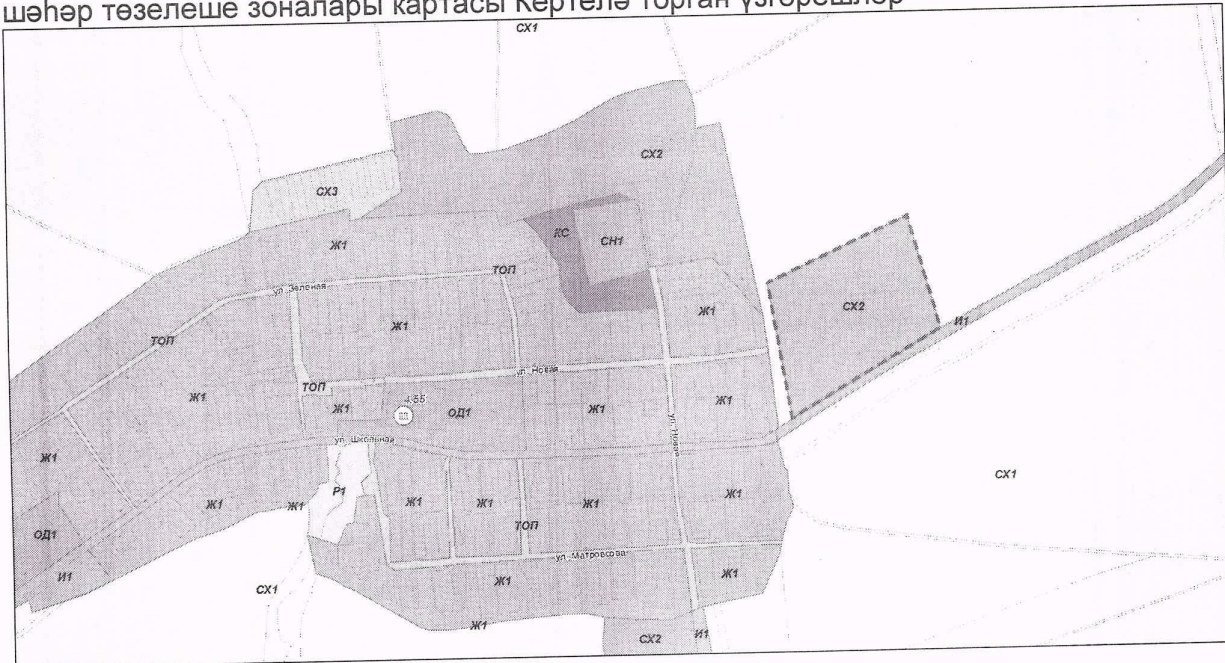 шәһәр төзелеше зоналары картасы Кертелә торган үзгәрешләр
СХ1
СХ2
СХ3
КС
СН1
Ж1
ТОП
ул. Зеленая
СХ2
И1
Ж1
Ж1
ТОП
ул. Новая
ТОП
Ж1
Ж1
4.55
ОД1
Ж1
Ж1
ул. Школьная
ул. Новая
Ж1
СХ1
Р1
Ж1
Ж1
Ж1
Ж1
Ж1
Ж1
ОД1
ТОП
ул. Матросова
И1
СХ1
Ж1
Ж1
Ж1
СХ2
И1